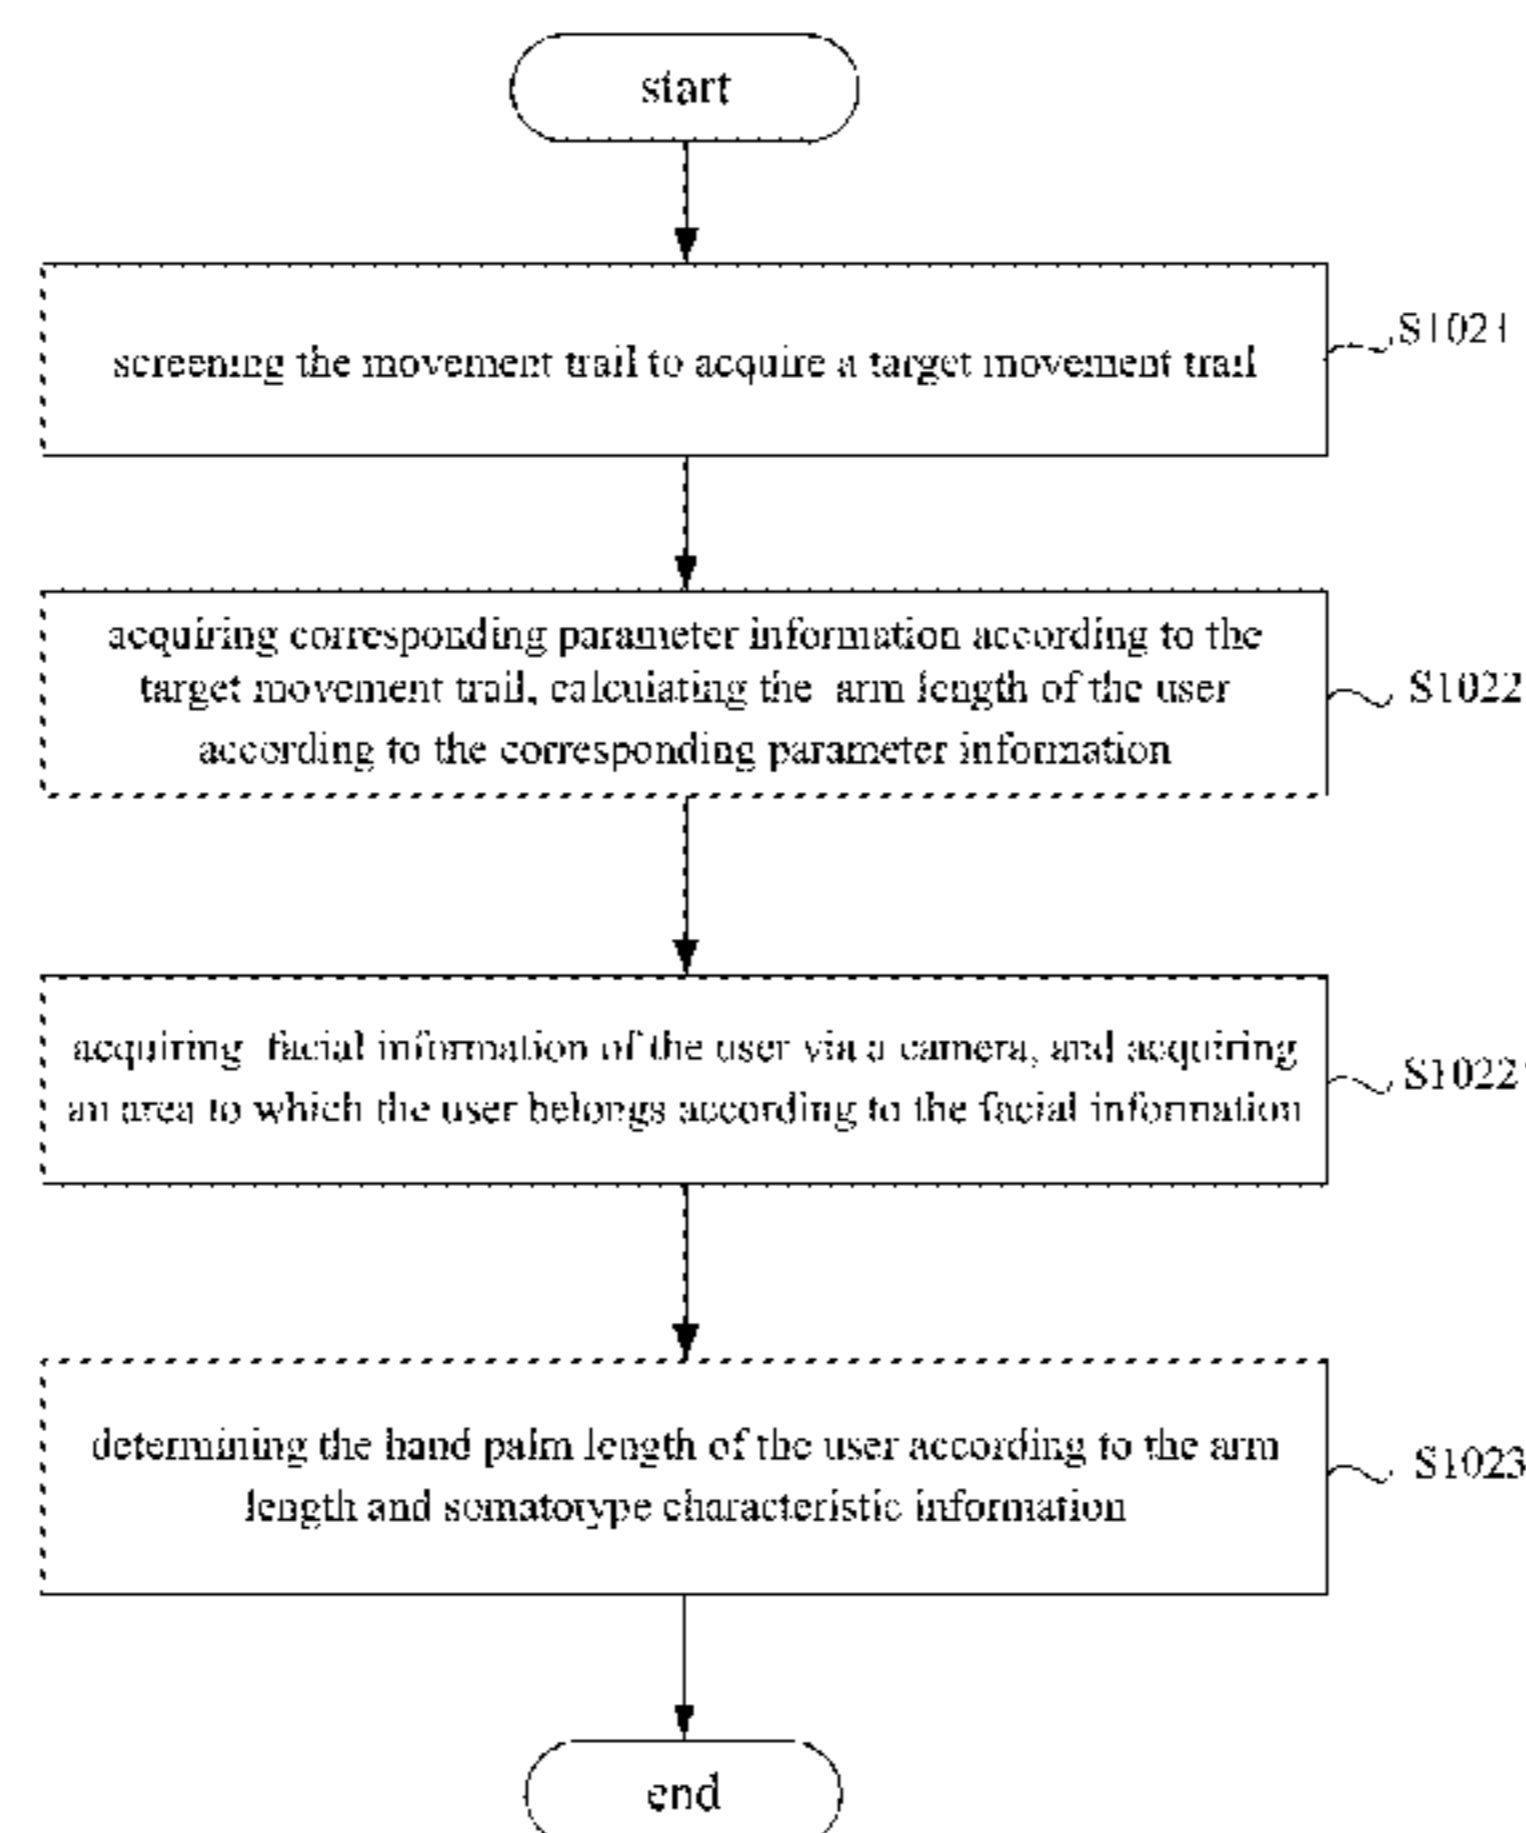 start
screening the movement trail to acquire a target movement trail
S1021
acquiring corresponding parameter information according to the
target movement trail, calculating the arm length of the user
according to the corresponding parameter information
S1022
acquiring facial information of the user via a camera, and acquiring
an area to which the user belongs according to the facial information
S1022'
determining the hand palm length of the user according to the arm
length and somatotype characteristic information
S1023
end